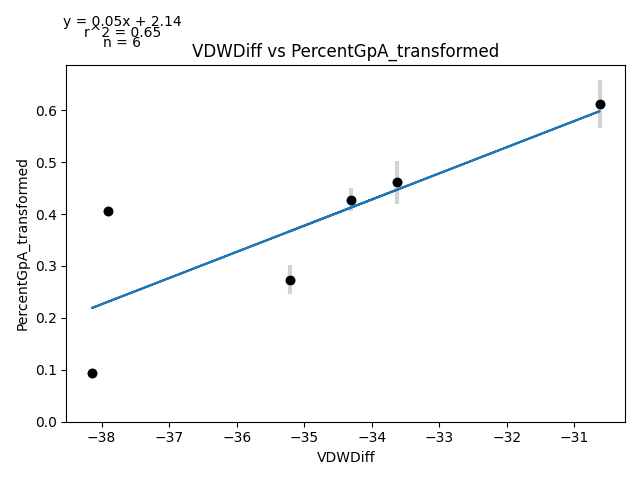 y = 0.05x + 2.14
r^2 = 0.65
n = 6
VDWDiff vs PercentGpA_transformed
PercentGpA_transformed
0.6
0.5
0.4
0.3
0.2
0.1
0.0
−38 −37 −36 −35 −34 −33 −32 −31
VDWDiff